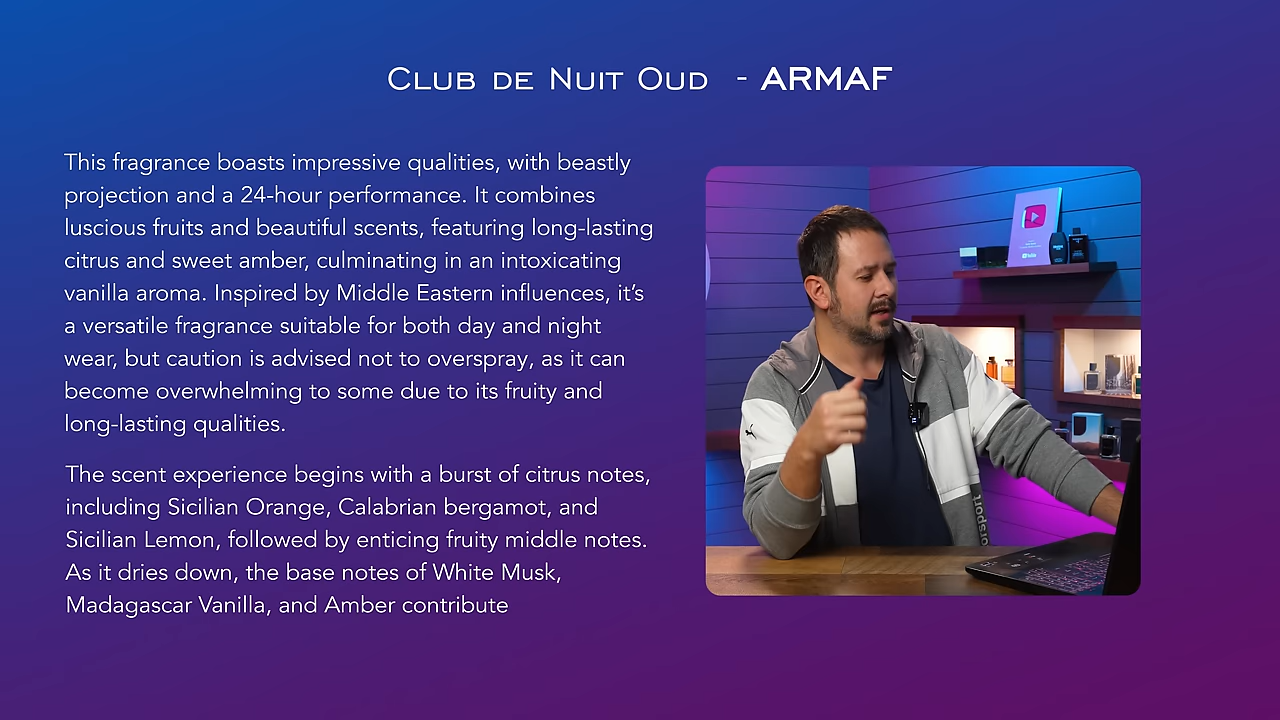 Club de Nuit Oud - ARMAF
This fragrance boasts impressive qualities, with beastly
projection and a 24-hour performance. It combines
luscious fruits and beautiful scents, featuring long-lasting
citrus and sweet amber, culminating in an intoxicating
vanilla aroma. Inspired by Middle Eastern influences, it’s
a versatile fragrance suitable for both day and night
wear, but caution is advised not to overspray, as it can
become overwhelming to some due to its fruity and
long-lasting qualities.
The scent experience begins with a burst of citrus notes,
including Sicilian Orange, Calabrian bergamot, and
Sicilian Lemon, followed by enticing fruity middle notes.
As it dries down, the base notes of White Musk,
Madagascar Vanilla, and Amber contribute